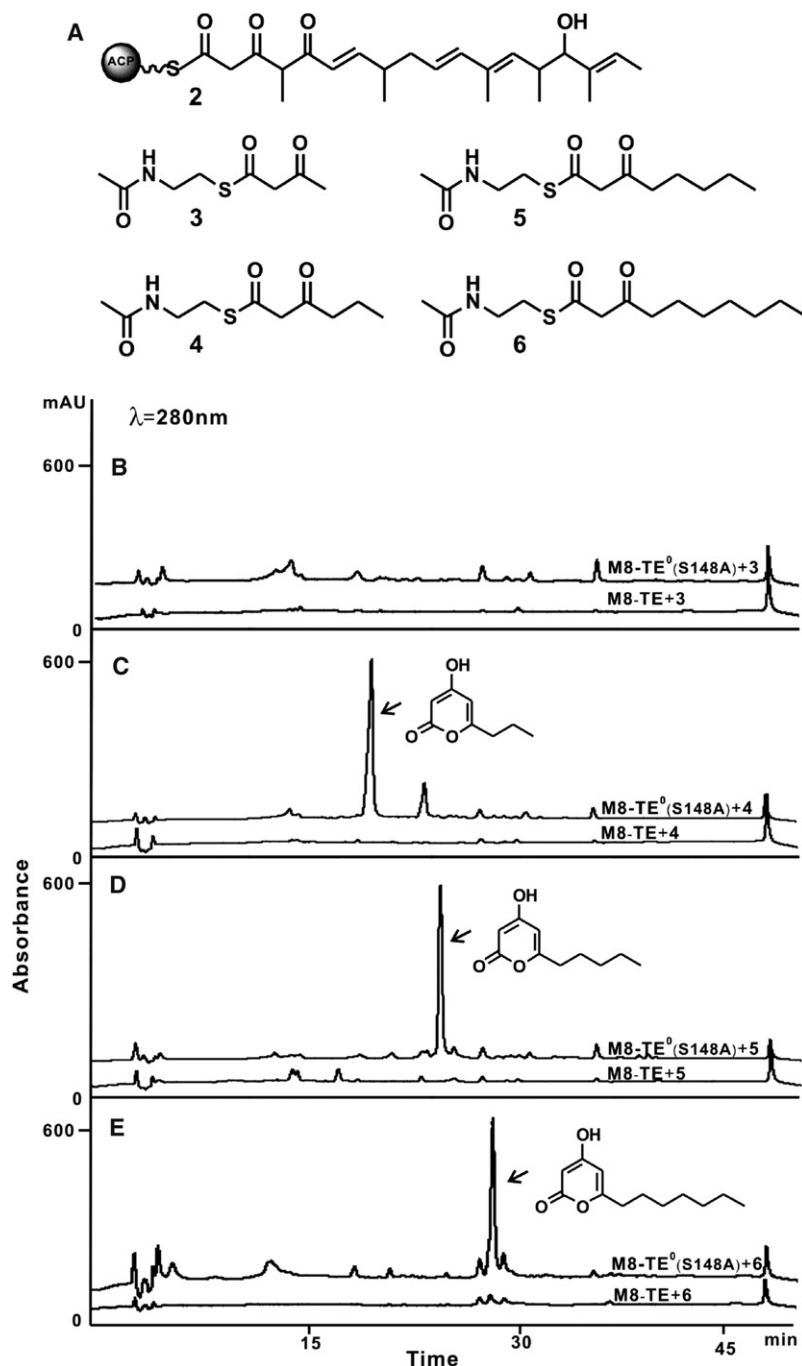 A
O O O OH
ACP S
2
H O O
N S
O 3
H O O
N S
O 5
H O O
N S
O 4
H O O
N S
O 6
mAU λ=280nm
600 B
M8-TE⁰(S148A)+3
M8-TE+3
0
600 C OH
O O
M8-TE⁰(S148A)+4
M8-TE+4
0
600 D OH
O O
M8-TE⁰(S148A)+5
M8-TE+5
0
600 E OH
O O
M8-TE⁰(S148A)+6
M8-TE+6
0
Absorbance
15 30 45 min
Time